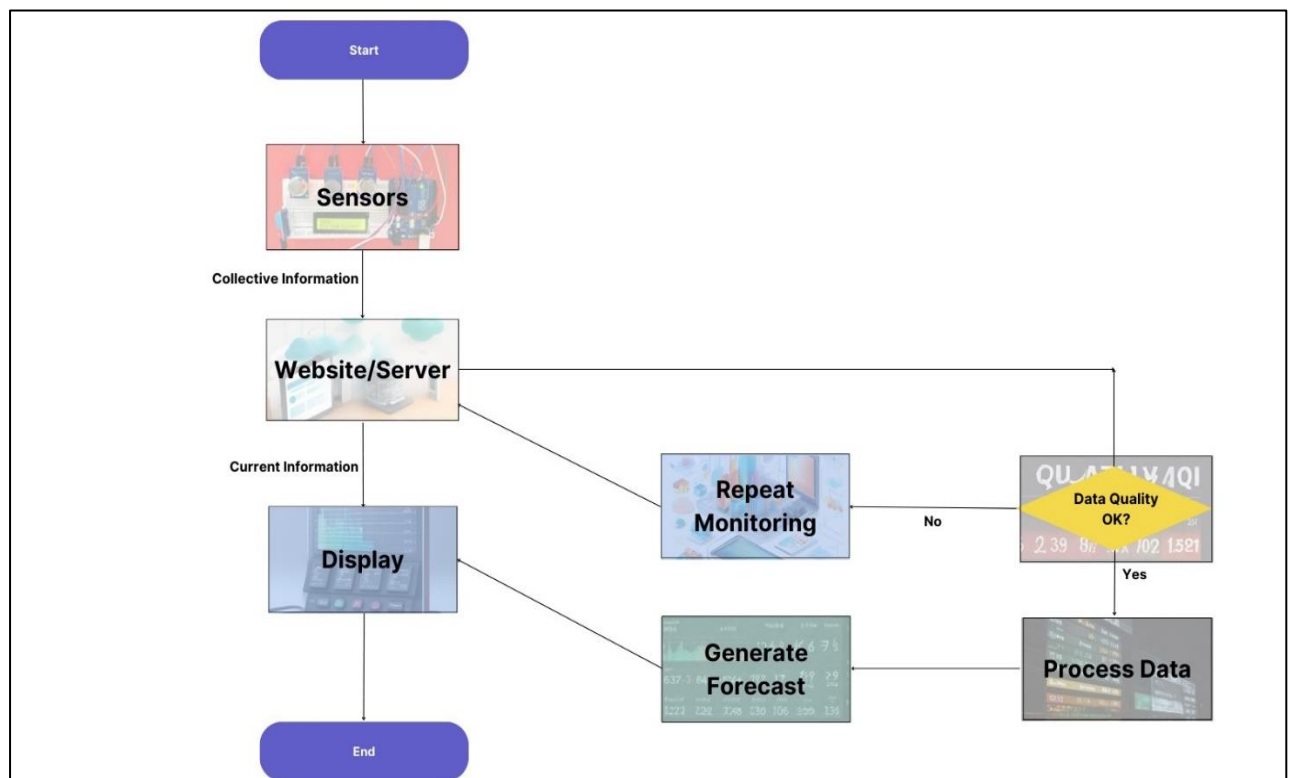 Start
Sensors
Collective Information
Website/Server
Current Information
Repeat
Monitoring
No
Data Quality
OK?
Yes
Display
Generate
Forecast
Process Data
End